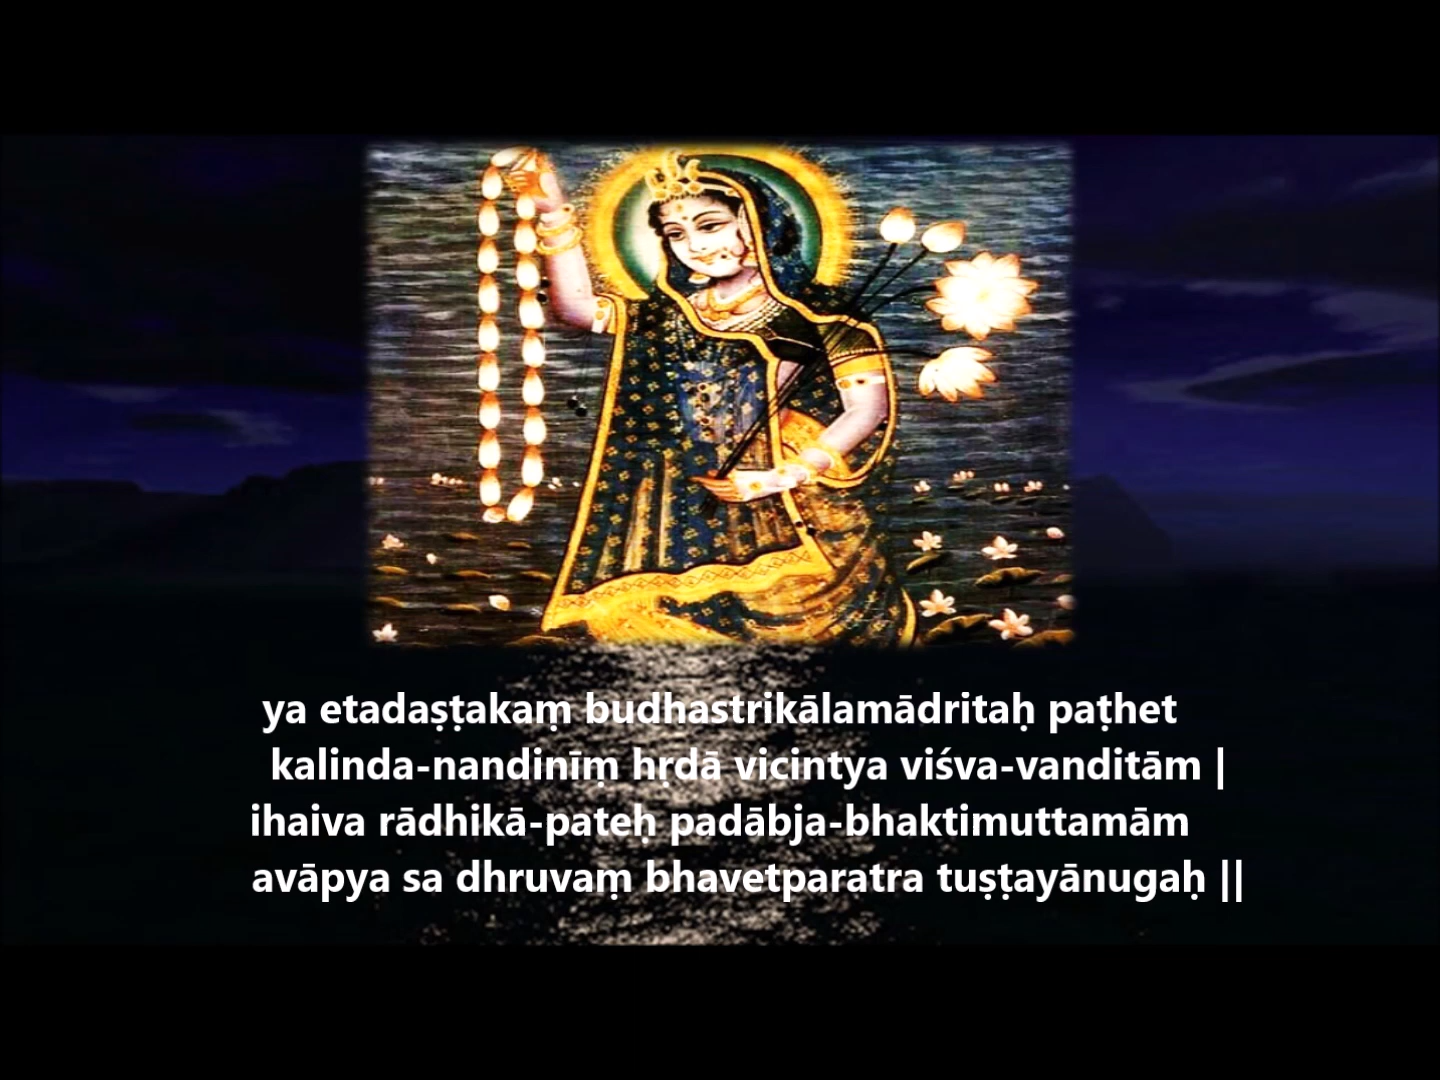 ya etadaṣṭakaṃ budhastrikālamādritaḥ paṭhet
kalinda-nandinīṃ hṛdā vicintya viśva-vanditām |
ihaiva rādhikā-pateḥ padābja-bhaktimuttamām
avāpya sa dhruvaṃ bhavetparatra tuṣṭayānugaḥ ||